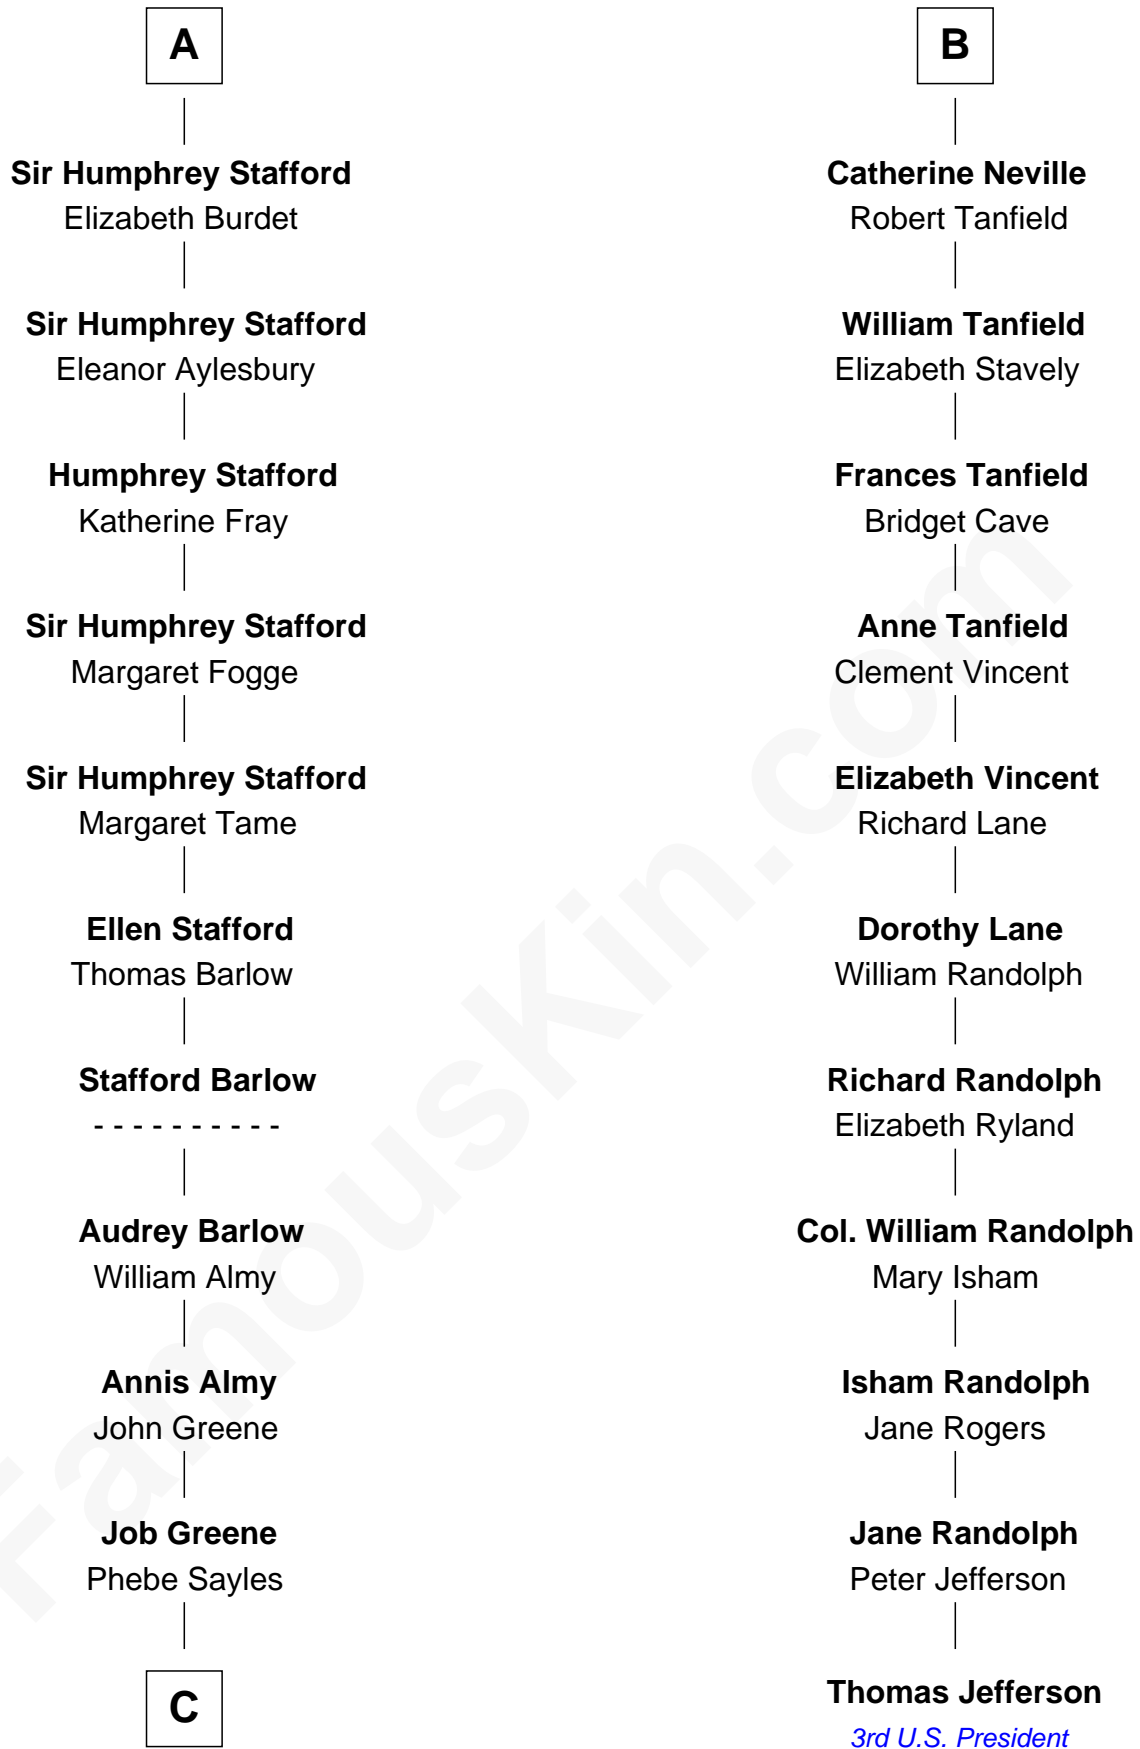 A
Sir Humphrey Stafford
Elizabeth Burdet
Sir Humphrey Stafford
Eleanor Aylesbury
Humphrey Stafford
Katherine Fray
Sir Humphrey Stafford
Margaret Fogge
Sir Humphrey Stafford
Margaret Tame
Ellen Stafford
Thomas Barlow
Stafford Barlow
- - - - - - - - - -
Audrey Barlow
William Almy
Annis Almy
John Greene
Job Greene
Phebe Sayles
C
B
Catherine Neville
Robert Tanfield
William Tanfield
Elizabeth Stavely
Frances Tanfield
Bridget Cave
Anne Tanfield
Clement Vincent
Elizabeth Vincent
Richard Lane
Dorothy Lane
William Randolph
Richard Randolph
Elizabeth Ryland
Col. William Randolph
Mary Isham
Isham Randolph
Jane Rogers
Jane Randolph
Peter Jefferson
Thomas Jefferson
3rd U.S. President
FamousKin.com